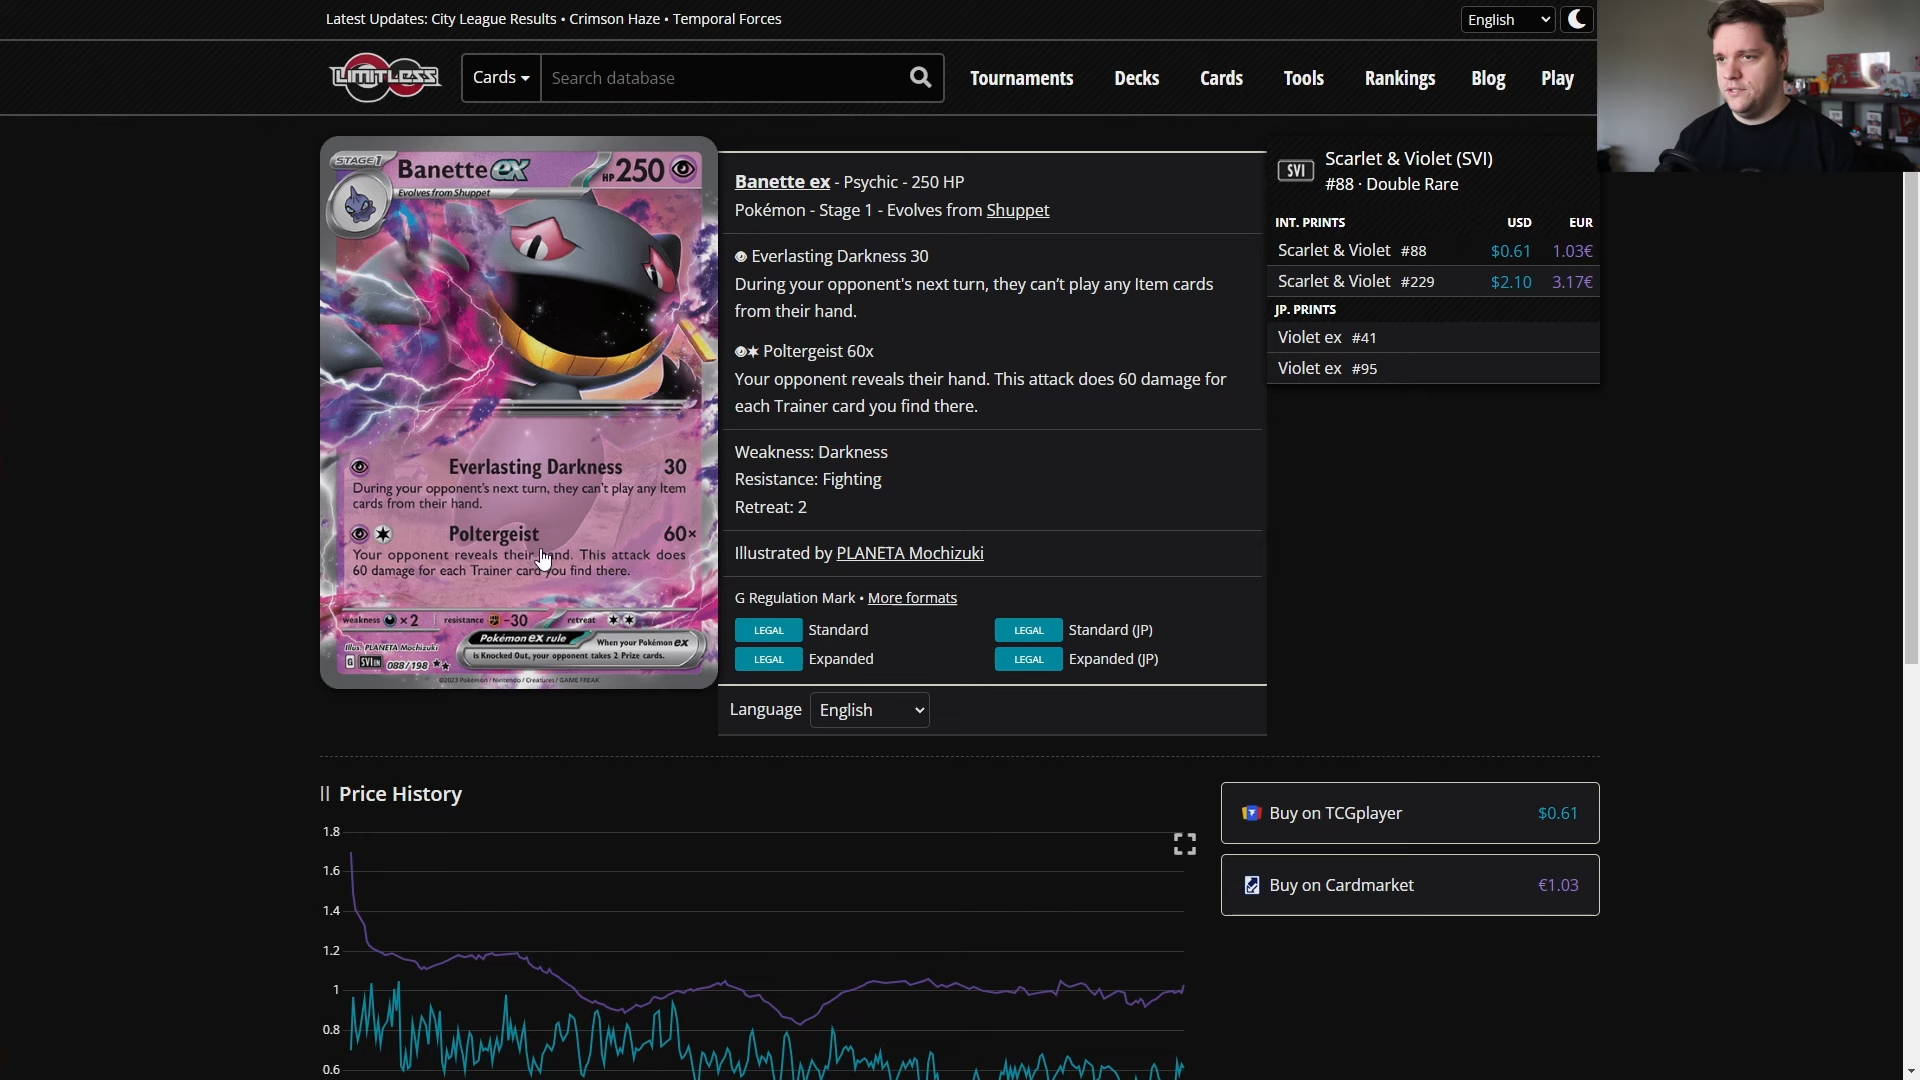 Latest Updates: City League Results • Crimson Haze • Temporal Forces
English
LIMITLESS
Cards
Search database
Tournaments
Decks
Cards
Tools
Rankings
Blog
Play
STAGE 1
Banette ex
HP 250
Evolves from Shuppet
Everlasting Darkness 30
During your opponent's next turn, they can't play any Item
cards from their hand.
Poltergeist 60×
Your opponent reveals their hand. This attack does
60 damage for each Trainer card you find there.
weakness ×2 resistance -30 retreat
Illus. PLANETA Mochizuki
Pokémon ex rule
When your Pokémon ex
is Knocked Out, your opponent takes 2 Prize cards.
G SVI EN 088/198
©2023 Pokémon / Nintendo / Creatures / GAME FREAK
Banette ex - Psychic - 250 HP
Pokémon - Stage 1 - Evolves from Shuppet
Everlasting Darkness 30
During your opponent's next turn, they can’t play any Item cards
from their hand.
Poltergeist 60x
Your opponent reveals their hand. This attack does 60 damage for
each Trainer card you find there.
Weakness: Darkness
Resistance: Fighting
Retreat: 2
Illustrated by PLANETA Mochizuki
G Regulation Mark • More formats
LEGAL Standard
LEGAL Standard (JP)
LEGAL Expanded
LEGAL Expanded (JP)
Language English
SVI
Scarlet & Violet (SVI)
#88 · Double Rare
INT. PRINTS USD EUR
Scarlet & Violet #88 $0.61 1.03€
Scarlet & Violet #229 $2.10 3.17€
JP. PRINTS
Violet ex #41
Violet ex #95
Price History
1.8
1.6
1.4
1.2
1
0.8
0.6
Buy on TCGplayer $0.61
Buy on Cardmarket €1.03